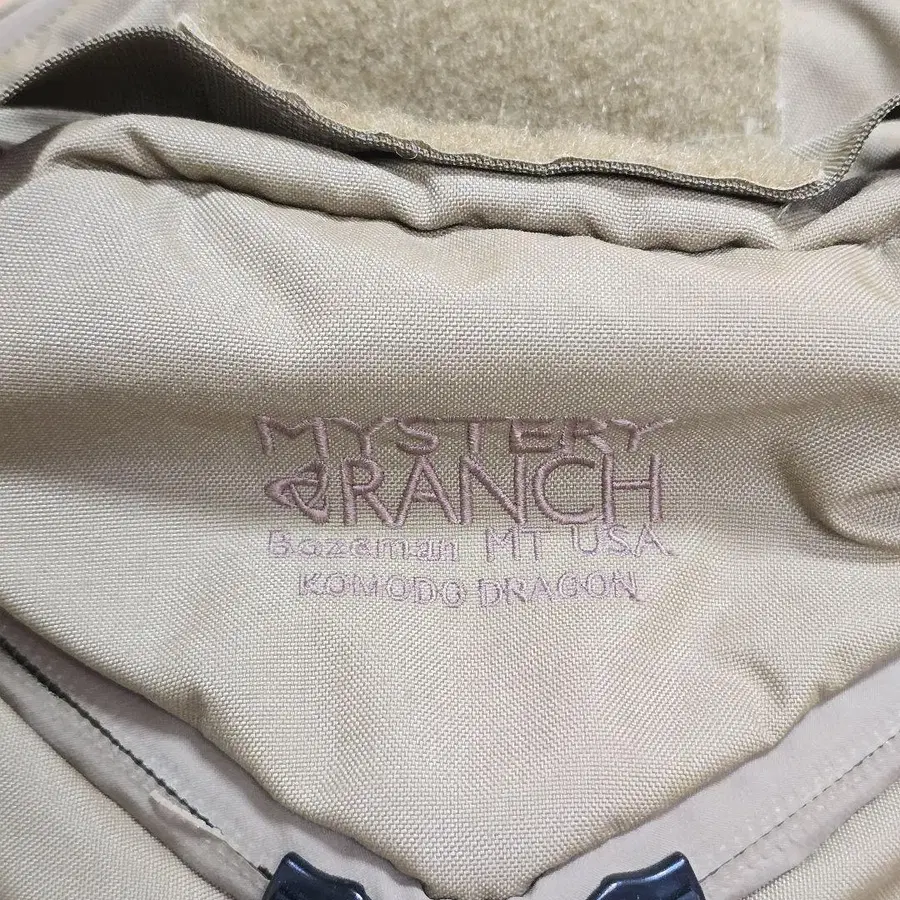 MYSTERY
RANCH
Bozeman MT USA
KOMODO DRAGON